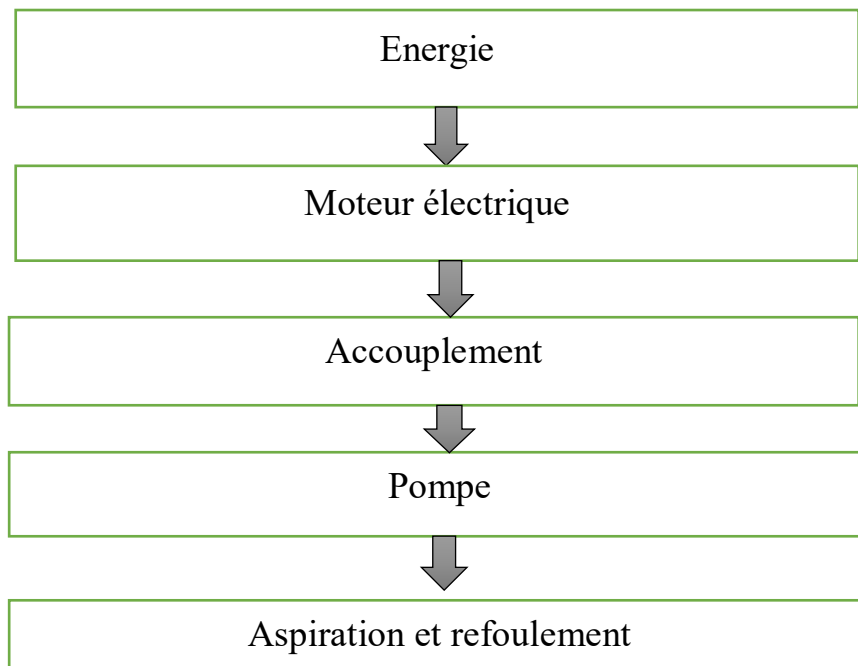 Energie
Moteur électrique
Accouplement
Pompe
Aspiration et refoulement